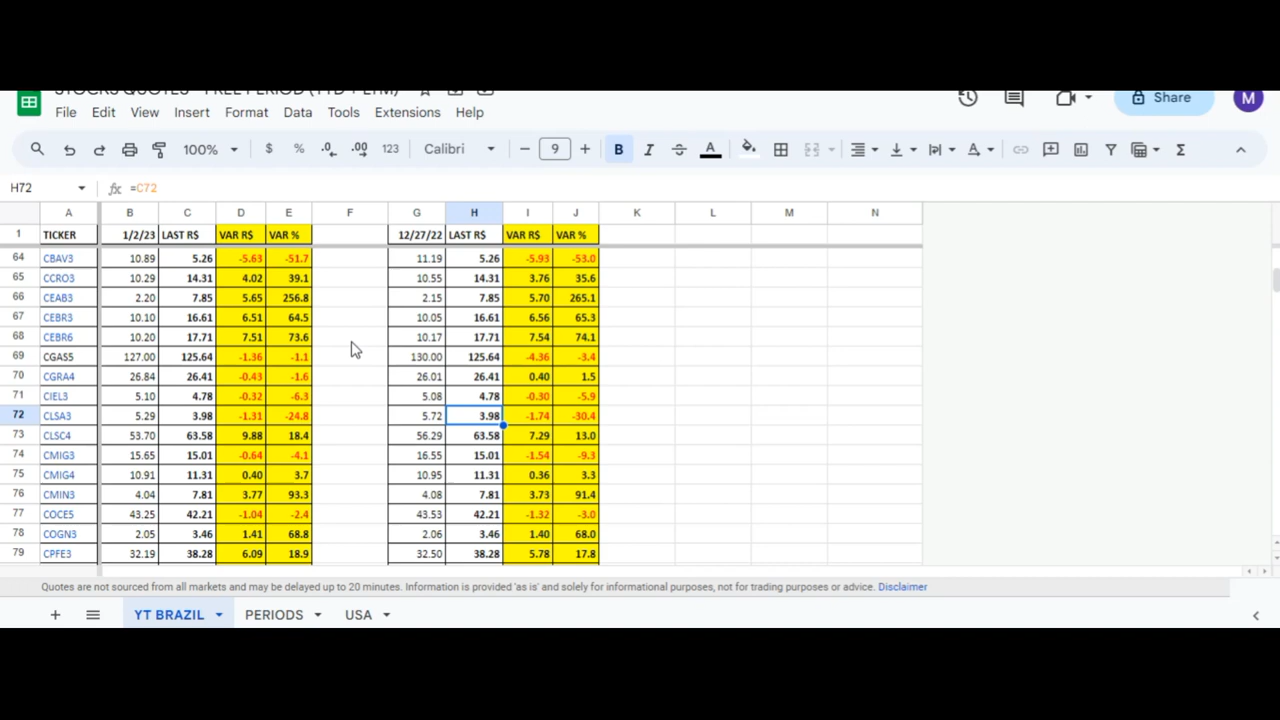 STOCKS QUOTES - FREE PERIOD (YTD + LTM)
File Edit View Insert Format Data Tools Extensions Help
Share M
100% $ % .0 .00 123 Calibri 9 B I A
H72 fx =C72
A B C D E F G H I J K L M N
1 TICKER 1/2/23 LAST R$ VAR R$ VAR % 12/27/22 LAST R$ VAR R$ VAR %
64 CBAV3 10.89 5.26 -5.63 -51.7 11.19 5.26 -5.93 -53.0
65 CCRO3 10.29 14.31 4.02 39.1 10.55 14.31 3.76 35.6
66 CEAB3 2.20 7.85 5.65 256.8 2.15 7.85 5.70 265.1
67 CEBR3 10.10 16.61 6.51 64.5 10.05 16.61 6.56 65.3
68 CEBR6 10.20 17.71 7.51 73.6 10.17 17.71 7.54 74.1
69 CGAS5 127.00 125.64 -1.36 -1.1 130.00 125.64 -4.36 -3.4
70 CGRA4 26.84 26.41 -0.43 -1.6 26.01 26.41 0.40 1.5
71 CIEL3 5.10 4.78 -0.32 -6.3 5.08 4.78 -0.30 -5.9
72 CLSA3 5.29 3.98 -1.31 -24.8 5.72 3.98 -1.74 -30.4
73 CLSC4 53.70 63.58 9.88 18.4 56.29 63.58 7.29 13.0
74 CMIG3 15.65 15.01 -0.64 -4.1 16.55 15.01 -1.54 -9.3
75 CMIG4 10.91 11.31 0.40 3.7 10.95 11.31 0.36 3.3
76 CMIN3 4.04 7.81 3.77 93.3 4.08 7.81 3.73 91.4
77 COCE5 43.25 42.21 -1.04 -2.4 43.53 42.21 -1.32 -3.0
78 COGN3 2.05 3.46 1.41 68.8 2.06 3.46 1.40 68.0
79 CPFE3 32.19 38.28 6.09 18.9 32.50 38.28 5.78 17.8
Quotes are not sourced from all markets and may be delayed up to 20 minutes. Information is provided 'as is' and solely for informational purposes, not for trading purposes or advice. Disclaimer
YT BRAZIL PERIODS USA